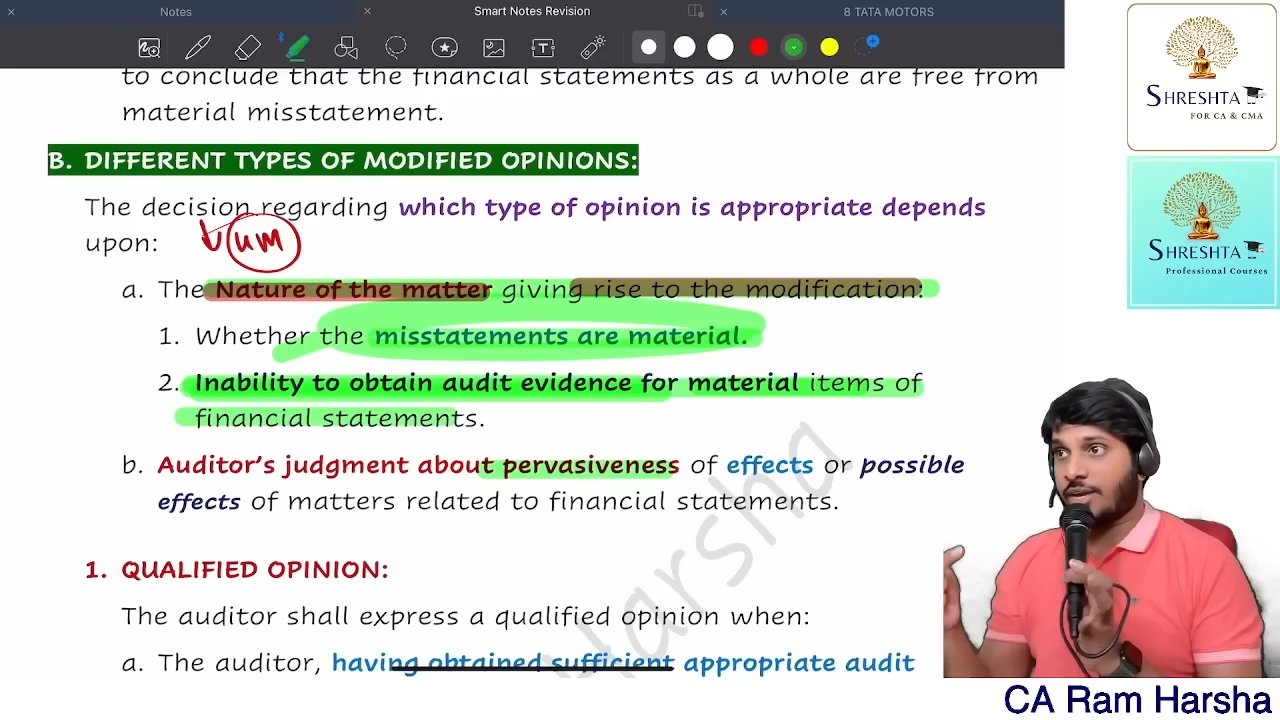 Notes
Smart Notes Revision
8 TATA MOTORS
to conclude that the financial statements as a whole are free from
material misstatement.
B. DIFFERENT TYPES OF MODIFIED OPINIONS:
The decision regarding which type of opinion is appropriate depends
upon:
um
a. The Nature of the matter giving rise to the modification:
1. Whether the misstatements are material.
2. Inability to obtain audit evidence for material items of
financial statements.
b. Auditor's judgment about pervasiveness of effects or possible
effects of matters related to financial statements.
1. QUALIFIED OPINION:
The auditor shall express a qualified opinion when:
a. The auditor, having obtained sufficient appropriate audit
Harsha
SHRESHTA
FOR CA & CMA
SHRESHTA
Professional Courses
CA Ram Harsha